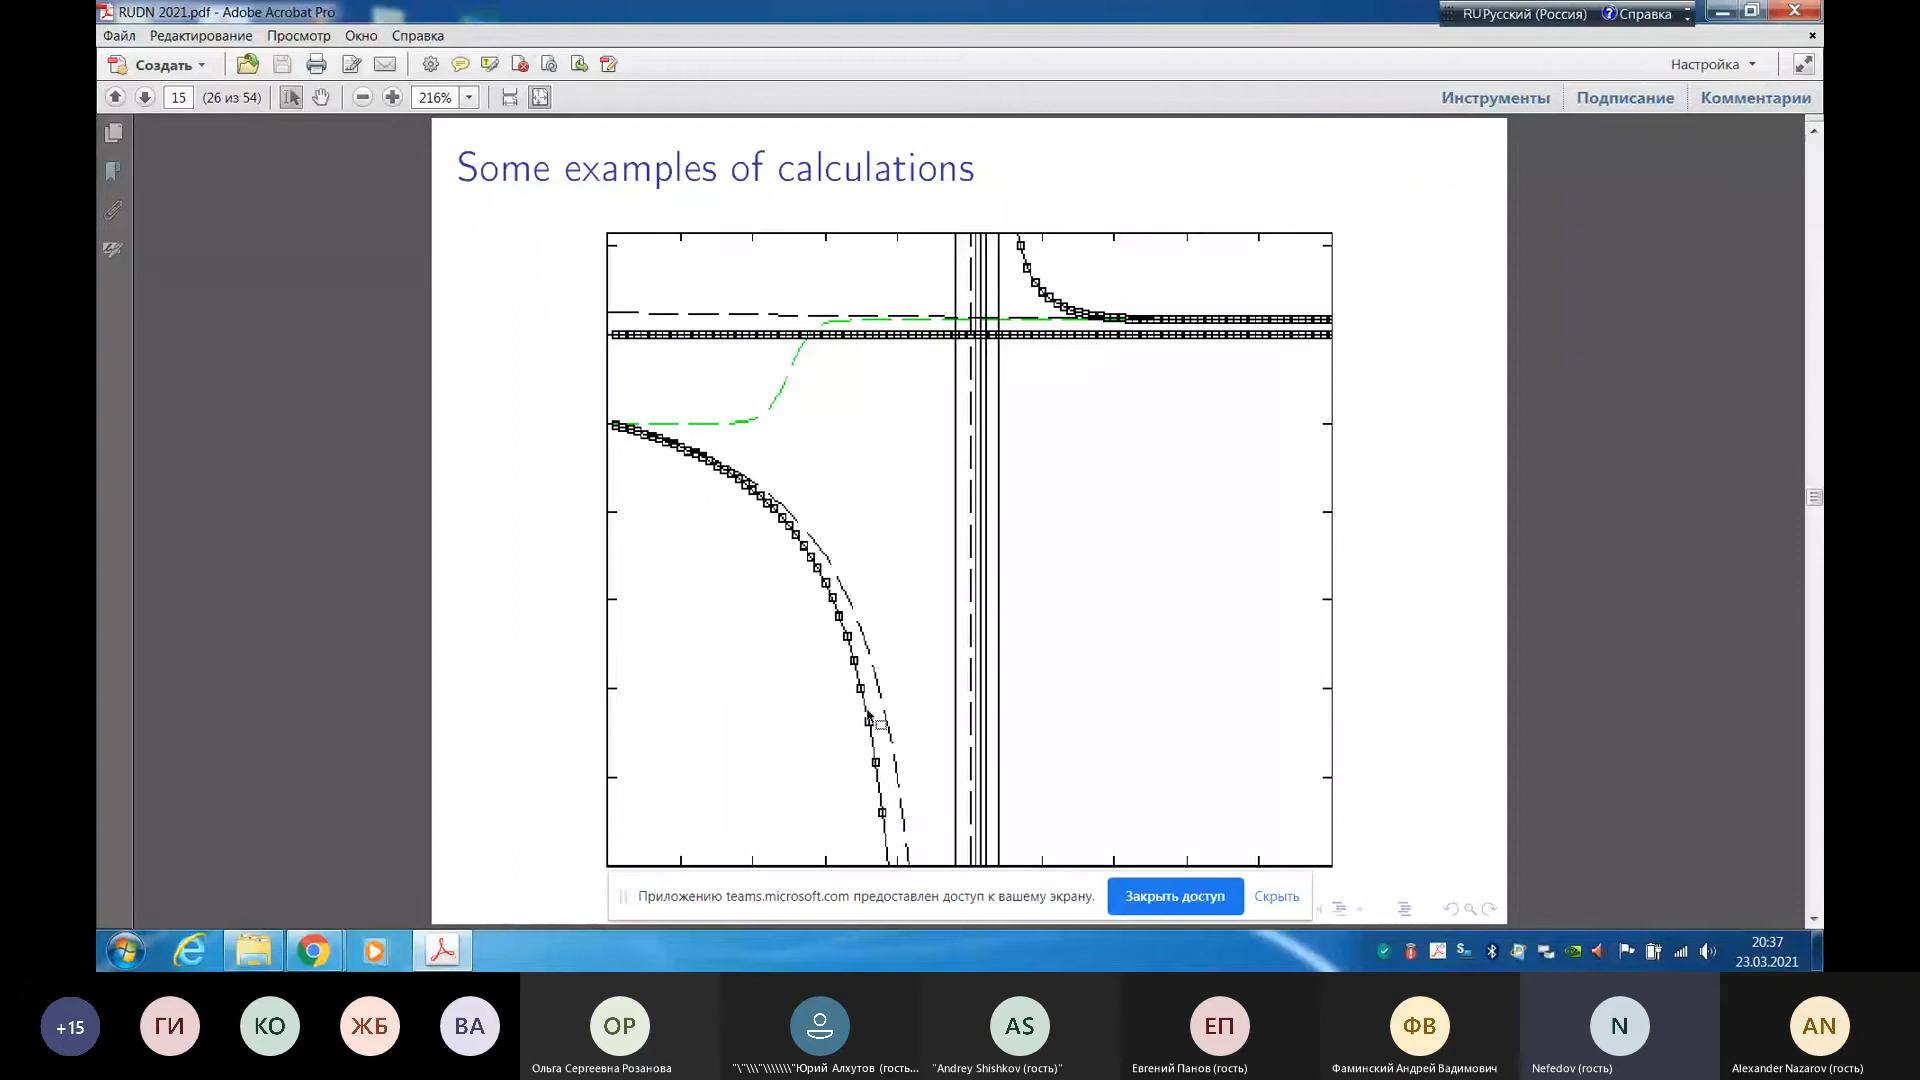 RUDN 2021.pdf - Adobe Acrobat Pro
RU Русский (Россия) Справка
Файл Редактирование Просмотр Окно Справка
Создать
Настройка
15 (26 из 54) 216%
Инструменты Подписание Комментарии
Some examples of calculations
Приложению teams.microsoft.com предоставлен доступ к вашему экрану. Закрыть доступ Скрыть
20:37
23.03.2021
+15 ГИ КО ЖБ ВА ОР AS ЕП ФВ N AN
Ольга Сергеевна Розанова
"\"\\\"\\\\\\\"Юрий Алхутов (гость...
"Andrey Shishkov (гость)"
Евгений Панов (гость)
Фаминский Андрей Вадимович
Nefedov (гость)
Alexander Nazarov (гость)